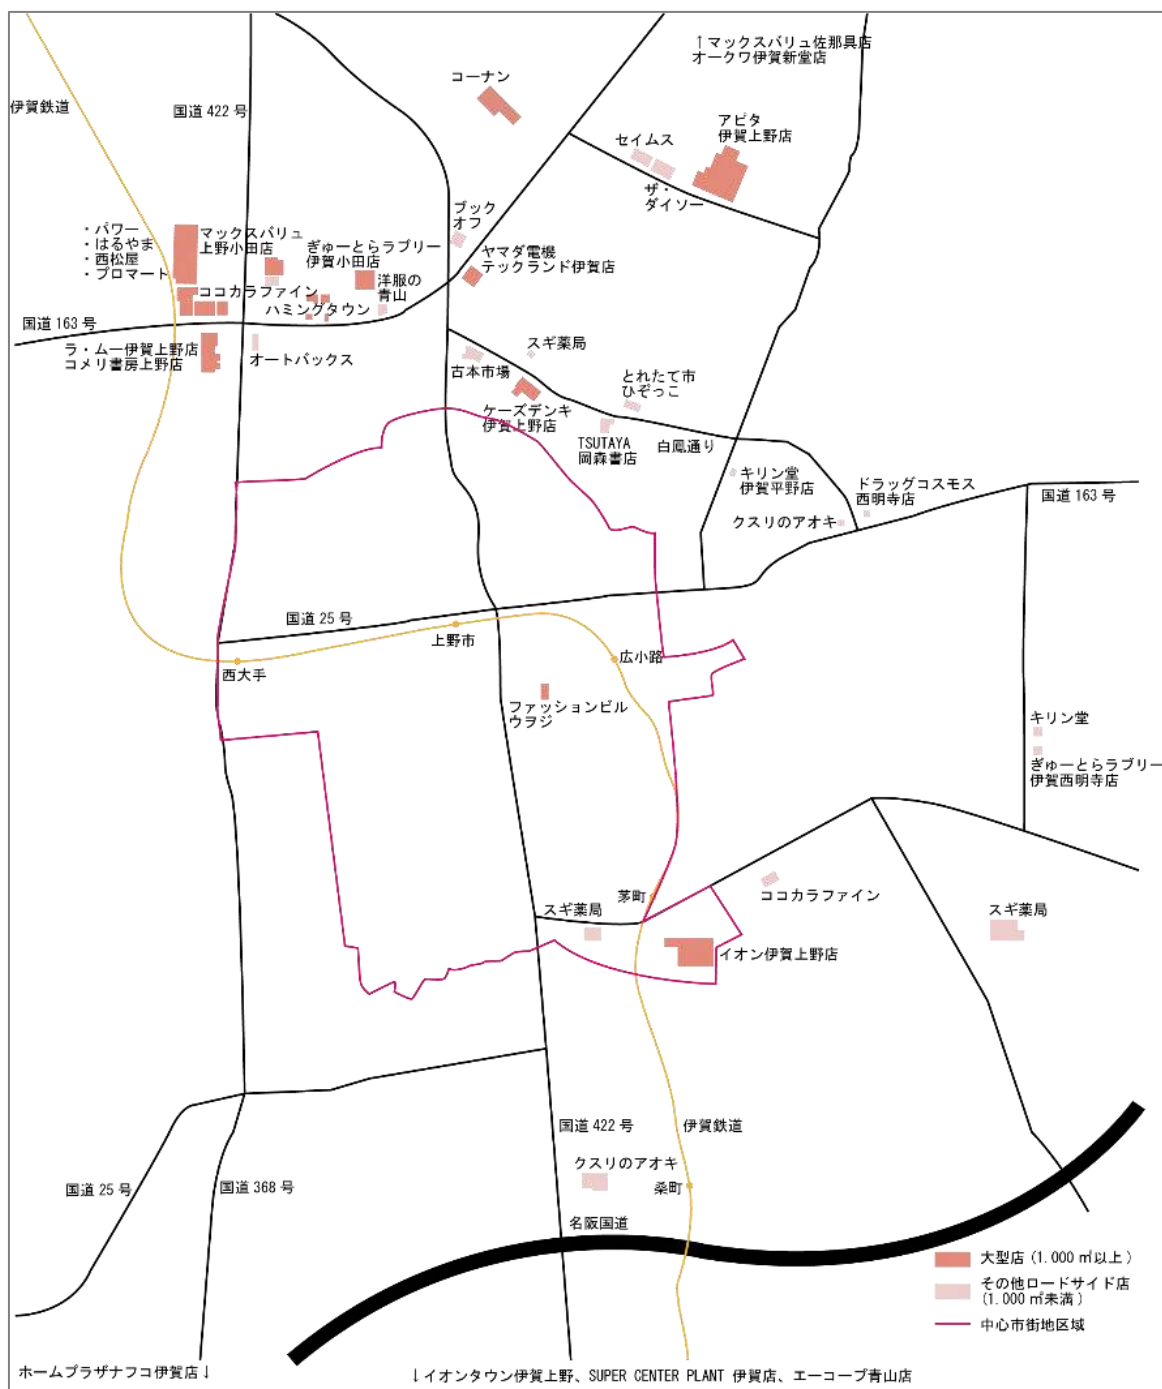 ↑マックスバリュ佐那具店
オークワ伊賀新堂店
コーナン
伊賀鉄道
国道 422 号
アピタ
伊賀上野店
セイムス
ザ・
ダイソー
ブック
オフ
・パワー
・はるやま
・西松屋
・プロマート
マックスバリュ
上野小田店
ぎゅーとらラブリー
伊賀小田店
ヤマダ電機
テックランド伊賀店
洋服の
青山
ココカラファイン
ハミングタウン
国道 163 号
ラ・ムー伊賀上野店
コメリ書房上野店
オートバックス
スギ薬局
古本市場
とれたて市
ひぞっこ
ケーズデンキ
伊賀上野店
TSUTAYA
岡森書店
白鳳通り
キリン堂
伊賀平野店
ドラッグコスモス
西明寺店
国道 163 号
クスリのアオキ
国道 25 号
上野市
広小路
西大手
ファッションビル
ウヲジ
キリン堂
ぎゅーとらラブリー
伊賀西明寺店
茅町
ココカラファイン
スギ薬局
スギ薬局
イオン伊賀上野店
国道 422 号
伊賀鉄道
クスリのアオキ
桑町
国道 25 号
国道 368 号
名阪国道
大型店 (1.000 ㎡以上)
その他ロードサイド店
(1.000 ㎡未満)
中心市街地区域
ホームプラザナフコ伊賀店↓
↓イオンタウン伊賀上野、SUPER CENTER PLANT 伊賀店、エーコープ青山店